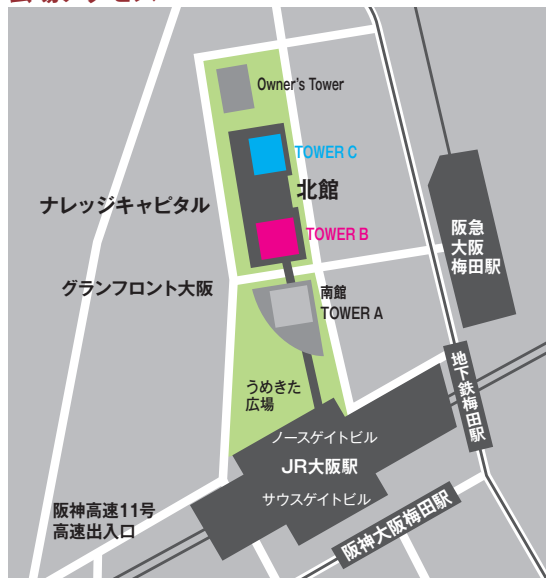 Owner's Tower
TOWER C
北館
ナレッジキャピタル
TOWER B
阪急
大阪
梅田駅
グランフロント大阪
南館
TOWER A
うめきた
広場
地下鉄梅田駅
ノースゲイトビル
JR大阪駅
サウスゲイトビル
阪神高速11号
高速出入口
阪神大阪梅田駅